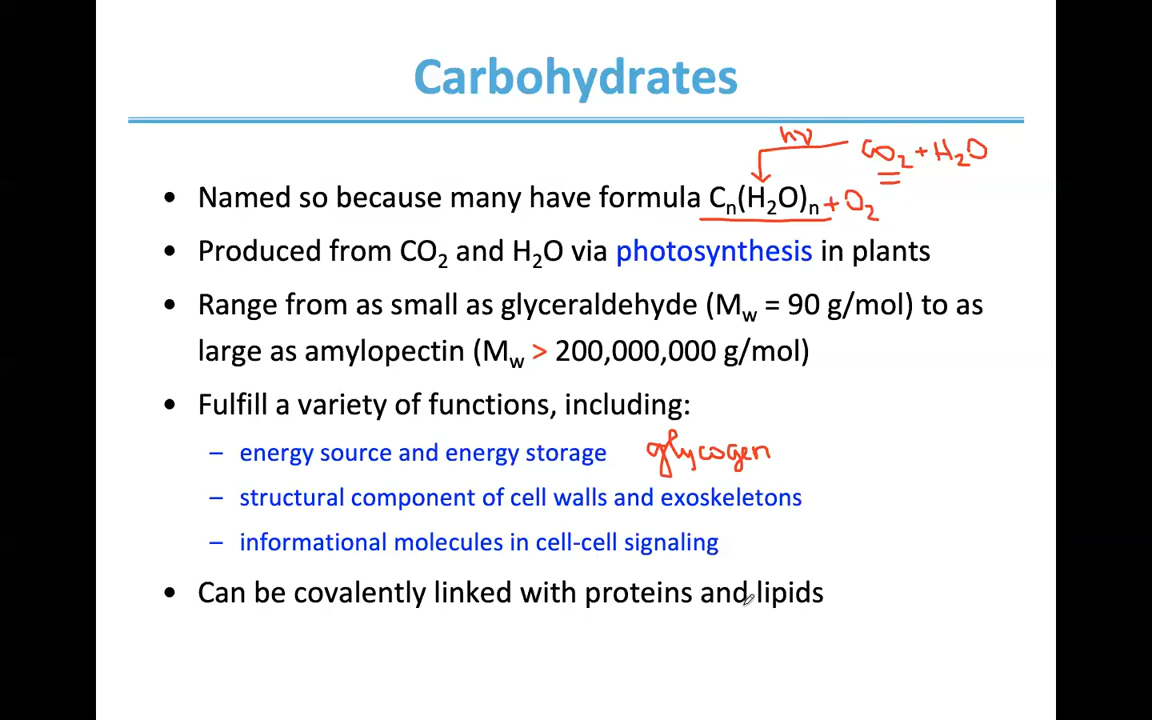 Carbohydrates
hν
CO₂ + H₂O
• Named so because many have formula Cₙ(H₂O)ₙ + O₂
• Produced from CO₂ and H₂O via photosynthesis in plants
• Range from as small as glyceraldehyde (M_w = 90 g/mol) to as
large as amylopectin (M_w > 200,000,000 g/mol)
• Fulfill a variety of functions, including:
– energy source and energy storage glycogen
– structural component of cell walls and exoskeletons
– informational molecules in cell-cell signaling
• Can be covalently linked with proteins and lipids